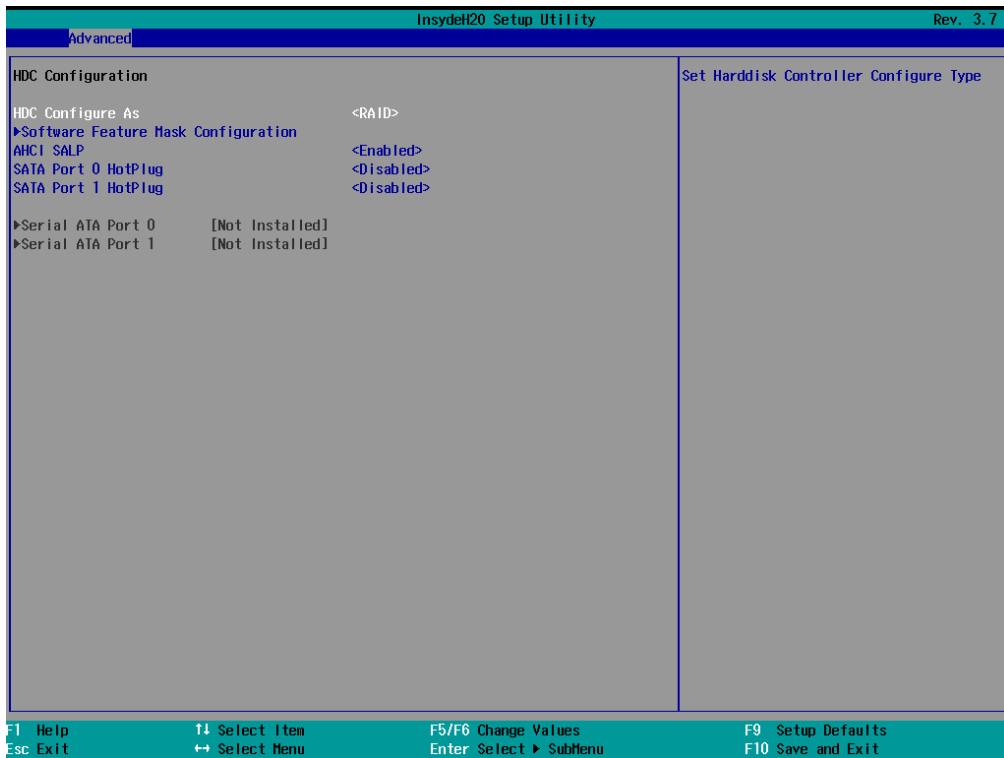 InsydeH20 Setup Utility Rev. 3.7
Advanced
HDC Configuration
Set Harddisk Controller Configure Type
HDC Configure As <RAID>
▶Software Feature Mask Configuration
AHCI SALP <Enabled>
SATA Port 0 HotPlug <Disabled>
SATA Port 1 HotPlug <Disabled>
▶Serial ATA Port 0 [Not Installed]
▶Serial ATA Port 1 [Not Installed]
F1 Help ↑↓ Select Item F5/F6 Change Values F9 Setup Defaults
Esc Exit ↔ Select Menu Enter Select ▶ SubMenu F10 Save and Exit